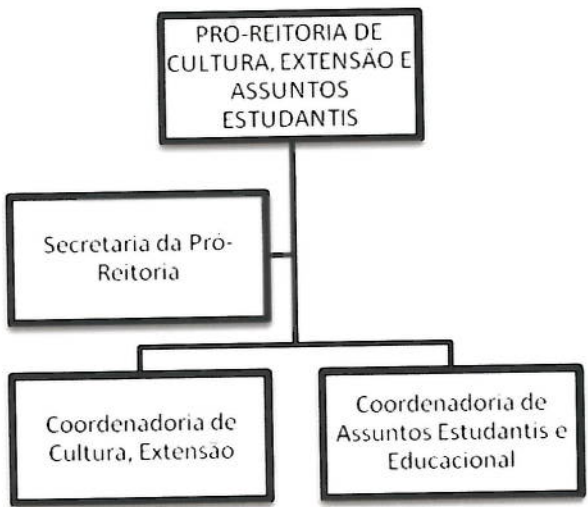 PRO-REITORIA DE
CULTURA, EXTENSÃO E
ASSUNTOS
ESTUDANTIS
Secretaria da Pró-
Reitoria
Coordenadoria de
Cultura, Extensão
Coordenadoria de
Assuntos Estudantis e
Educacional